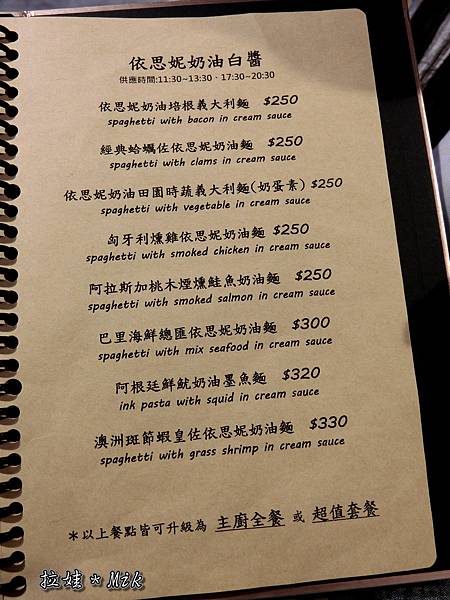 依思妮奶油白醬
供應時間:11:30~13:30、17:30~20:30
依思妮奶油培根義大利麵 $250
spaghetti with bacon in cream sauce
經典蛤蠣佐依思妮奶油麵 $250
spaghetti with clams in cream sauce
依思妮奶油田園時蔬義大利麵(奶蛋素) $250
spaghetti with vegetable in cream sauce
匈牙利燻雞依思妮奶油麵 $250
spaghetti with smoked chicken in cream sauce
阿拉斯加桃木煙燻鮭魚奶油麵 $250
spaghetti with smoked salmon in cream sauce
巴里海鮮總匯依思妮奶油麵 $300
spaghetti with mix seafood in cream sauce
阿根廷鮮魷奶油墨魚麵 $320
ink pasta with squid in cream sauce
澳洲斑節蝦皇佐依思妮奶油麵 $330
spaghetti with grass shrimp in cream sauce
*以上餐點皆可升級為 主廚全餐 或 超值套餐
拉娃*Mik